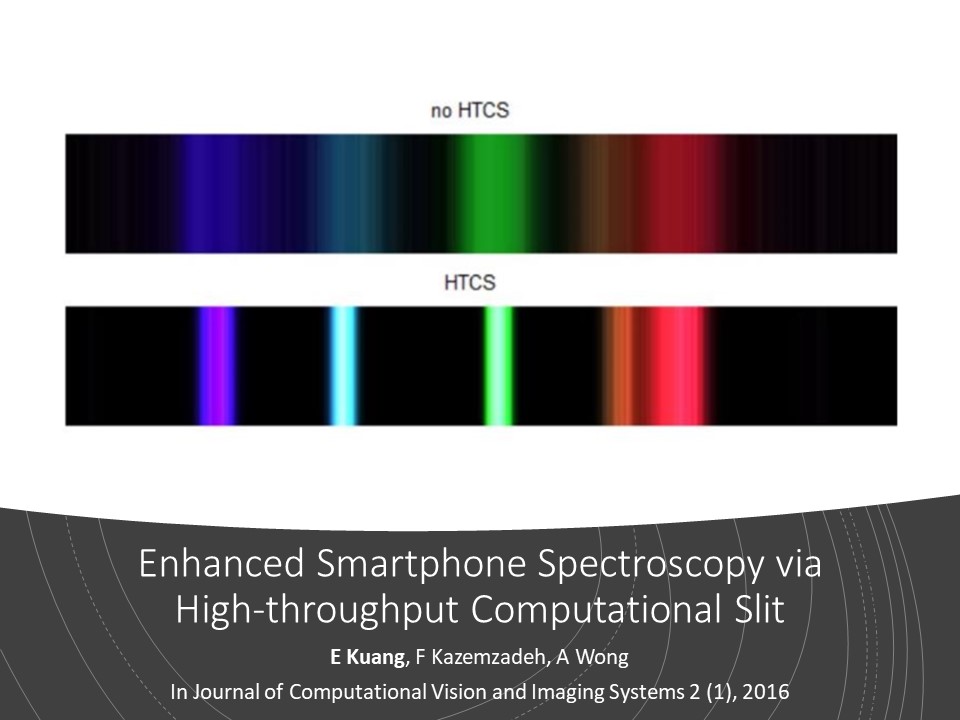 no HTCS
HTCS
Enhanced Smartphone Spectroscopy via
High-throughput Computational Slit
E Kuang, F Kazemzadeh, A Wong
In Journal of Computational Vision and Imaging Systems 2 (1), 2016